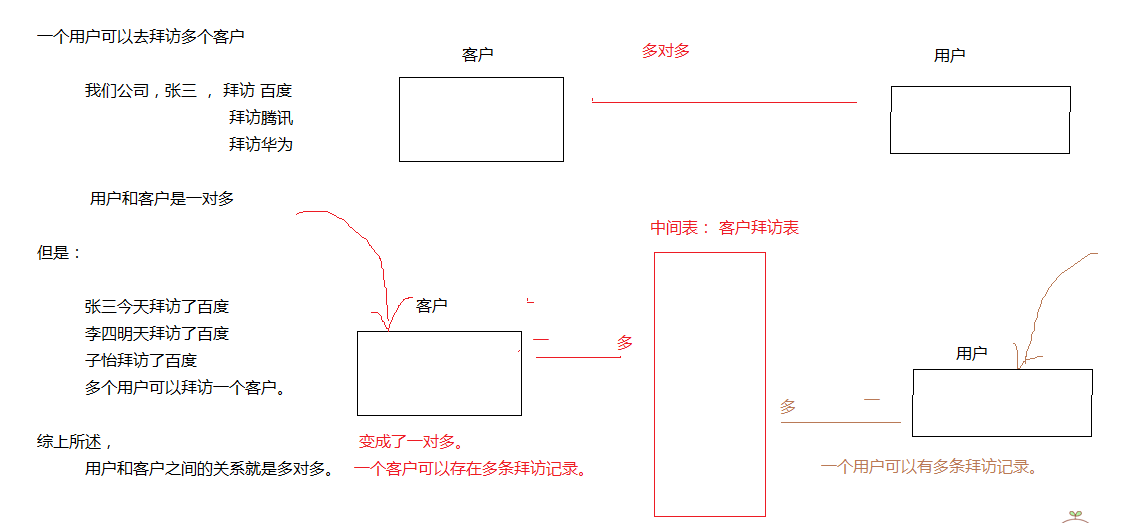 一个用户可以去拜访多个客户
我们公司，张三 ， 拜访 百度
拜访腾讯
拜访华为
用户和客户是一对多
但是：
张三今天拜访了百度
李四明天拜访了百度
子怡拜访了百度
多个用户可以拜访一个客户。
综上所述，
用户和客户之间的关系就是多对多。
客户
多对多
用户
中间表： 客户拜访表
客户
一
多
变成了一对多。
一个客户可以存在多条拜访记录。
用户
多
一
一个用户可以有多条拜访记录。